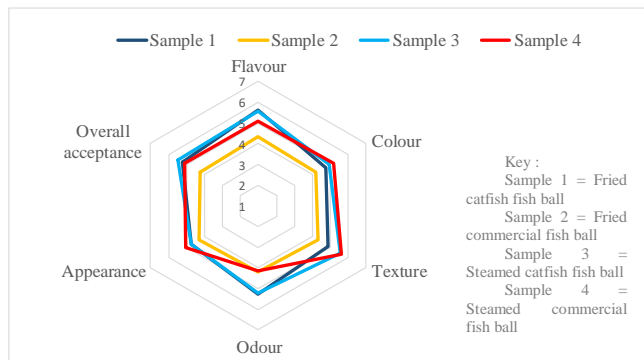 Sample 1 Sample 2 Sample 3 Sample 4
Flavour
7
6
5
4
3
2
1
Colour
Texture
Odour
Appearance
Overall
acceptance
Key :
Sample 1 = Fried
catfish fish ball
Sample 2 = Fried
commercial fish ball
Sample 3 =
Steamed catfish fish ball
Sample 4 =
Steamed commercial
fish ball